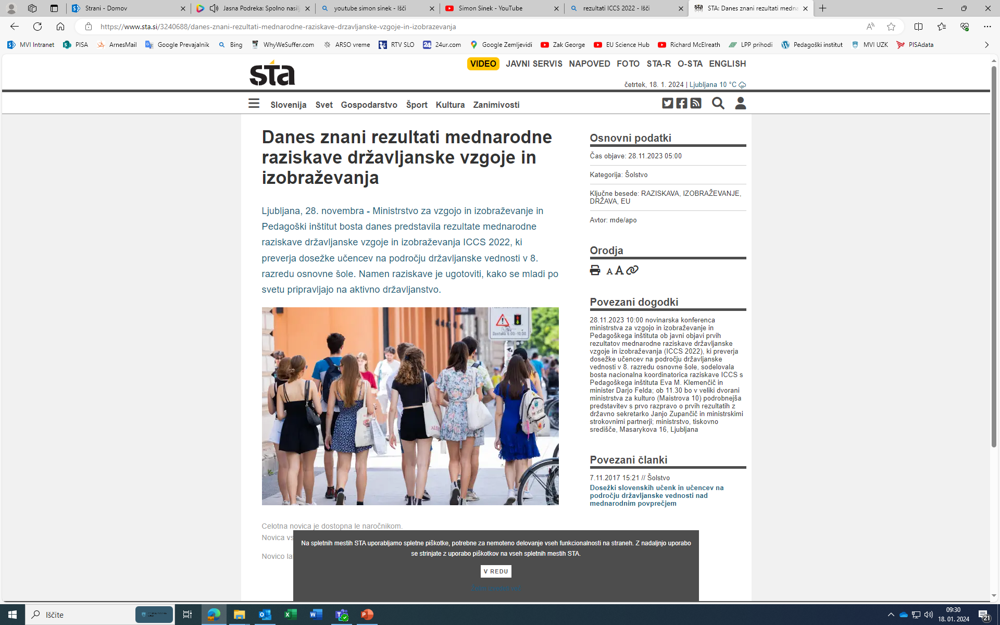 Strani - Domov
Jasna Podreka: Spolno nasil
youtube simon sinek - Išči
Simon Sinek - YouTube
rezultati ICCS 2022 - Išči
STA: Danes znani rezultati medna
https://www.sta.si/3240688/danes-znani-rezultati-mednarodne-raziskave-drzavljanske-vzgoje-in-izobrazevanja
MVI Intranet
PISA
ArnesMail
Google Prevajalnik
Bing
WhyWeSuffer.com
ARSO vreme
RTV SLO
24ur.com
Google Zemljevidi
Zak George
EU Science Hub
Richard McElreath
LPP prihodi
Pedagoški institut
MVI UZK
PISAdata
sta
VIDEO JAVNI SERVIS NAPOVED FOTO STA-R O-STA ENGLISH
četrtek, 18. 1. 2024 | Ljubljana 10 °C
Slovenija Svet Gospodarstvo Šport Kultura Zanimivosti
Danes znani rezultati mednarodne
raziskave državljanske vzgoje in
izobraževanja
Ljubljana, 28. novembra - Ministrstvo za vzgojo in izobraževanje in
Pedagoški inštitut bosta danes predstavila rezultate mednarodne
raziskave državljanske vzgoje in izobraževanja ICCS 2022, ki
preverja dosežke učencev na področju državljanske vednosti v 8.
razredu osnovne šole. Namen raziskave je ugotoviti, kako se mladi po
svetu pripravljajo na aktivno državljanstvo.
Dostava 6.00-10.00
Celotna novica je dostopna le naročnikom.
Novica vs
Novico la
Osnovni podatki
Čas objave: 28.11.2023 05:00
Kategorija: Šolstvo
Ključne besede: RAZISKAVA, IZOBRAŽEVANJE,
DRŽAVA, EU
Avtor: mde/apo
Orodja
A A
Povezani dogodki
28.11.2023 10:00 novinarska konferenca
ministrstva za vzgojo in izobraževanje in
Pedagoškega inštituta ob javni objavi prvih
rezultatov mednarodne raziskave državljanske
vzgoje in izobraževanja (ICCS 2022), ki preverja
dosežke učencev na področju državljanske
vednosti v 8. razredu osnovne šole, sodelovala
bosta nacionalna koordinatorica raziskave ICCS s
Pedagoškega inštituta Eva M. Klemenčič in
minister Darjo Felda; ob 11.30 bo v veliki dvorani
ministrstva za kulturo (Maistrova 10) podrobnejša
predstavitev s prvo razpravo o prvih rezultatih z
državno sekretarko Janjo Zupančič in ministrskimi
strokovnimi partnerji; ministrstvo, tiskovno
središče, Masarykova 16, Ljubljana
Povezani članki
7.11.2017 15:21 // Šolstvo
Dosežki slovenskih učenk in učencev na
področju državljanske vednosti nad
mednarodnim povprečjem
Na spletnih mestih STA uporabljamo spletne piškotke, potrebne za nemoteno delovanje vseh funkcionalnosti na straneh. Z nadaljnjo uporabo
se strinjate z uporabo piškotkov na vseh spletnih mestih STA.
V REDU
Iščite
09:30
18. 01. 2024
21